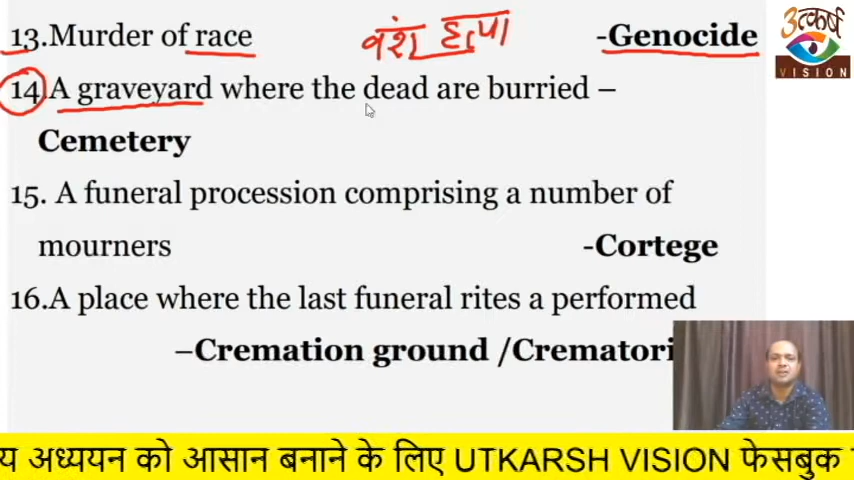 13.Murder of race वंश हत्या -Genocide
14.A graveyard where the dead are burried –
Cemetery
15. A funeral procession comprising a number of
mourners -Cortege
16.A place where the last funeral rites a performed
–Cremation ground /Crematori
उत्कर्ष
VISION
य अध्ययन को आसान बनाने के लिए UTKARSH VISION फेसबुक